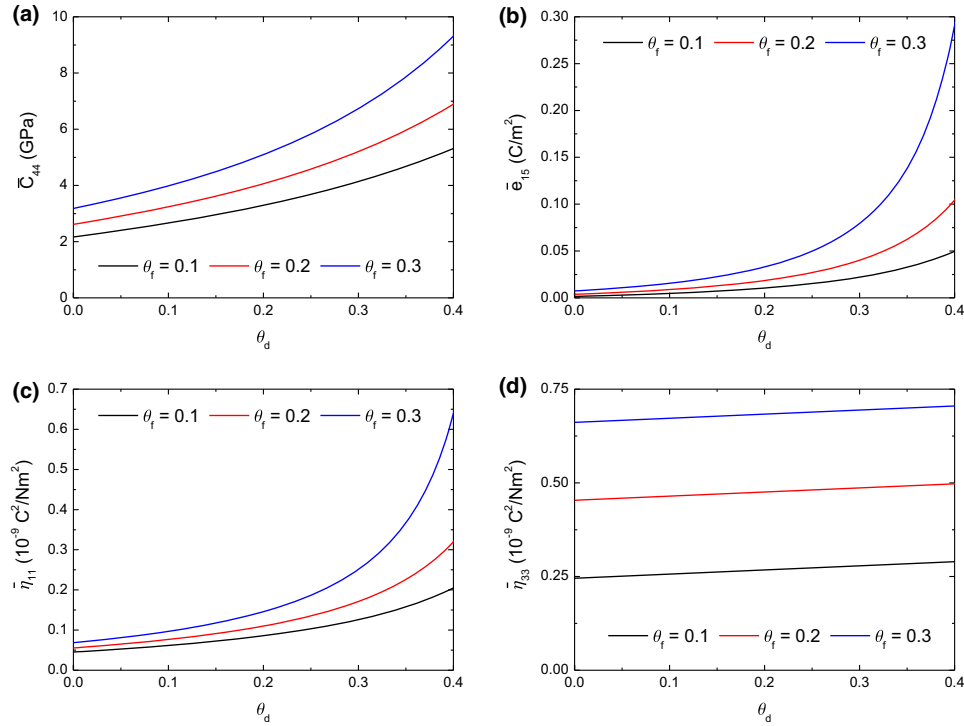 (a)
10
8
6
4
2
0
C̅₄₄ (GPa)
θf = 0.1 θf = 0.2 θf = 0.3
0.0 0.1 0.2 0.3 0.4
θd
(b)
0.30
0.25
0.20
0.15
0.10
0.05
0.00
e̅₁₅ (C/m²)
θf = 0.1 θf = 0.2 θf = 0.3
0.0 0.1 0.2 0.3 0.4
θd
(c)
0.7
0.6
0.5
0.4
0.3
0.2
0.1
0.0
η̅₁₁ (10⁻⁹ C²/Nm²)
θf = 0.1 θf = 0.2 θf = 0.3
0.0 0.1 0.2 0.3 0.4
θd
(d)
0.75
0.50
0.25
0.00
η̅₃₃ (10⁻⁹ C²/Nm²)
θf = 0.1 θf = 0.2 θf = 0.3
0.0 0.1 0.2 0.3 0.4
θd